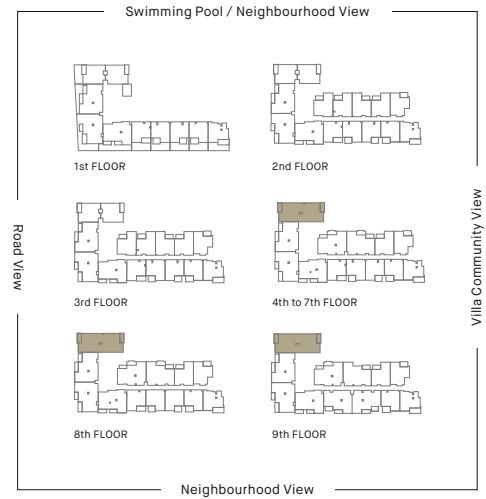 Swimming Pool / Neighbourhood View
1st FLOOR
2nd FLOOR
Road View
Villa Community View
3rd FLOOR
4th to 7th FLOOR
8th FLOOR
9th FLOOR
Neighbourhood View